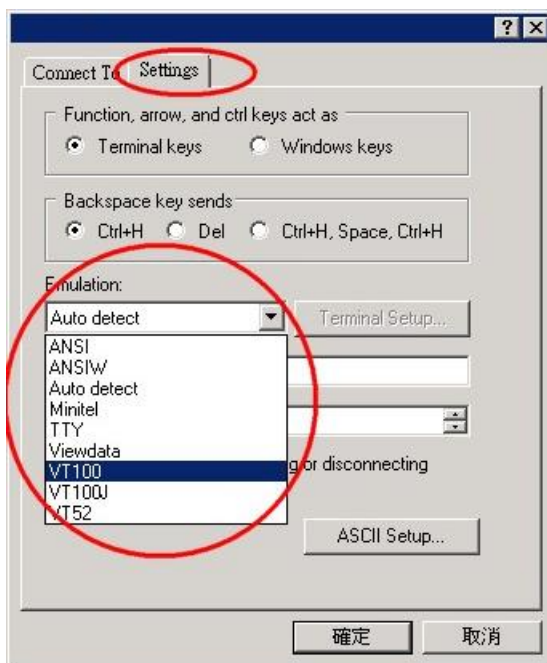 Connect To Settings
Function, arrow, and ctrl keys act as
Terminal keys Windows keys
Backspace key sends
Ctrl+H Del Ctrl+H, Space, Ctrl+H
Emulation:
Auto detect Terminal Setup...
ANSI
ANSIW
Auto detect
Minitel
TTY
Viewdata
VT100 or disconnecting
VT100J
VT52
ASCII Setup...
確定 取消